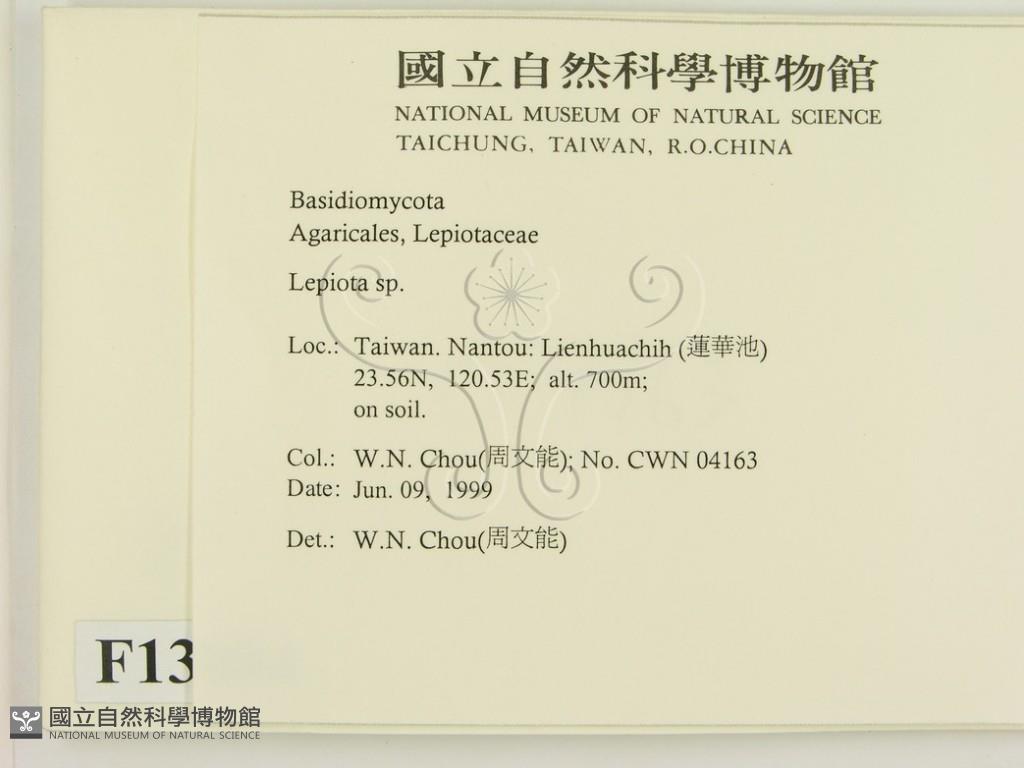 國立自然科學博物館
NATIONAL MUSEUM OF NATURAL SCIENCE
TAICHUNG, TAIWAN, R.O.CHINA
Basidiomycota
Agaricales, Lepiotaceae
Lepiota sp.
Loc.: Taiwan. Nantou: Lienhuachih (蓮華池)
23.56N, 120.53E; alt. 700m;
on soil.
Col.: W.N. Chou(周文能); No. CWN 04163
Date: Jun. 09, 1999
Det.: W.N. Chou(周文能)
F13
國立自然科學博物館
NATIONAL MUSEUM OF NATURAL SCIENCE